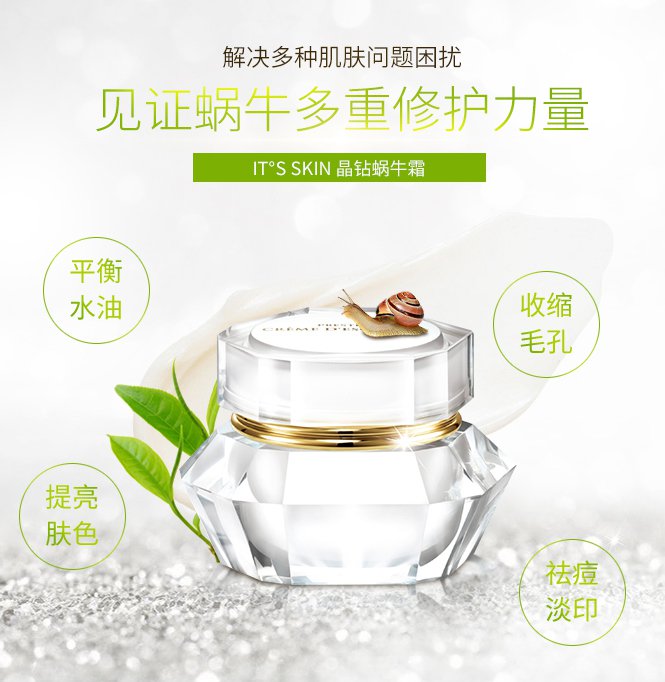 解决多种肌肤问题困扰
见证蜗牛多重修护力量
IT°S SKIN 晶钻蜗牛霜
平衡
水油
收缩
毛孔
CRÈME
提亮
肤色
祛痘
淡印